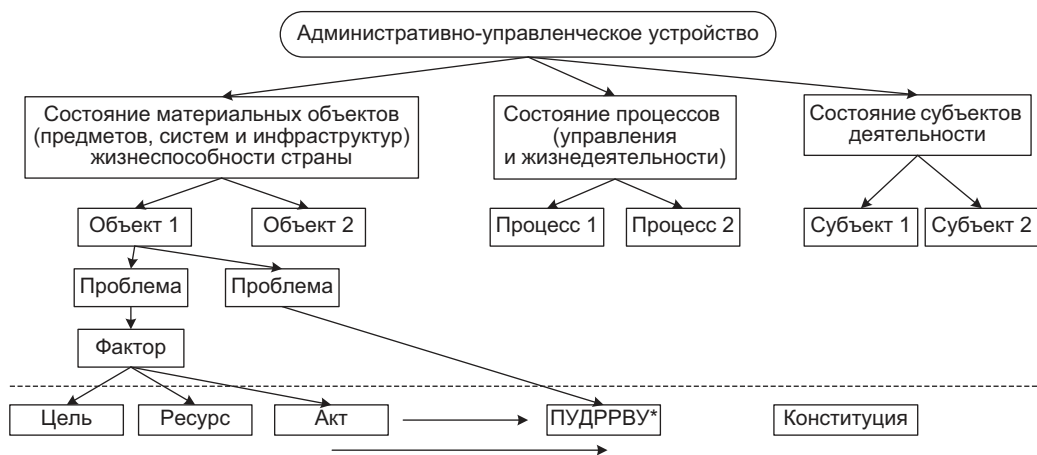 Административно-управленческое устройство
Состояние материальных объектов
(предметов, систем и инфраструктур)
жизнеспособности страны
Состояние процессов
(управления
и жизнедеятельности)
Состояние субъектов
деятельности
Объект 1
Объект 2
Процесс 1
Процесс 2
Субъект 1
Субъект 2
Проблема
Проблема
Фактор
Цель
Ресурс
Акт
ПУДРРВУ*
Конституция